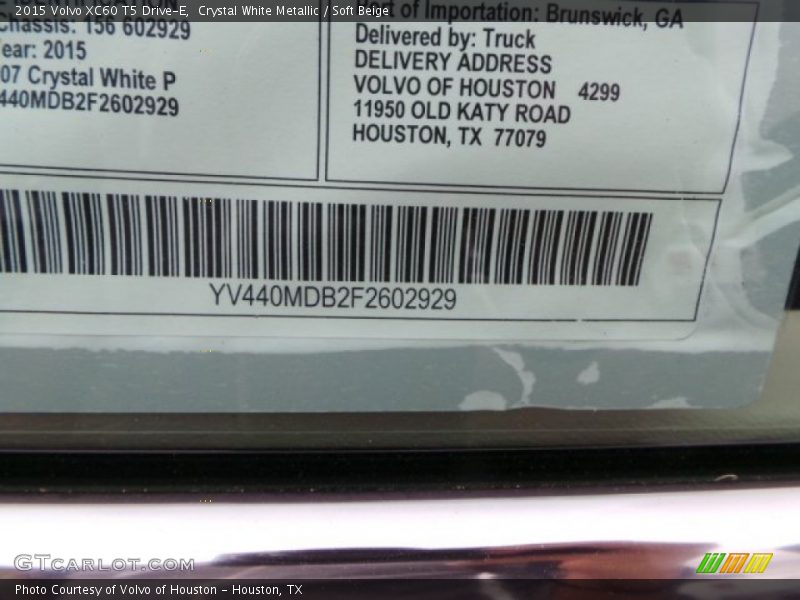 2015 Volvo XC60 T5 Drive-E, Crystal White Metallic / Soft Beige
Chassis: 156 602929
Year: 2015
07 Crystal White P
440MDB2F2602929
Port of Importation: Brunswick, GA
Delivered by: Truck
DELIVERY ADDRESS
VOLVO OF HOUSTON 4299
11950 OLD KATY ROAD
HOUSTON, TX 77079
YV440MDB2F2602929
GTCarLot.com
Photo Courtesy of Volvo of Houston - Houston, TX